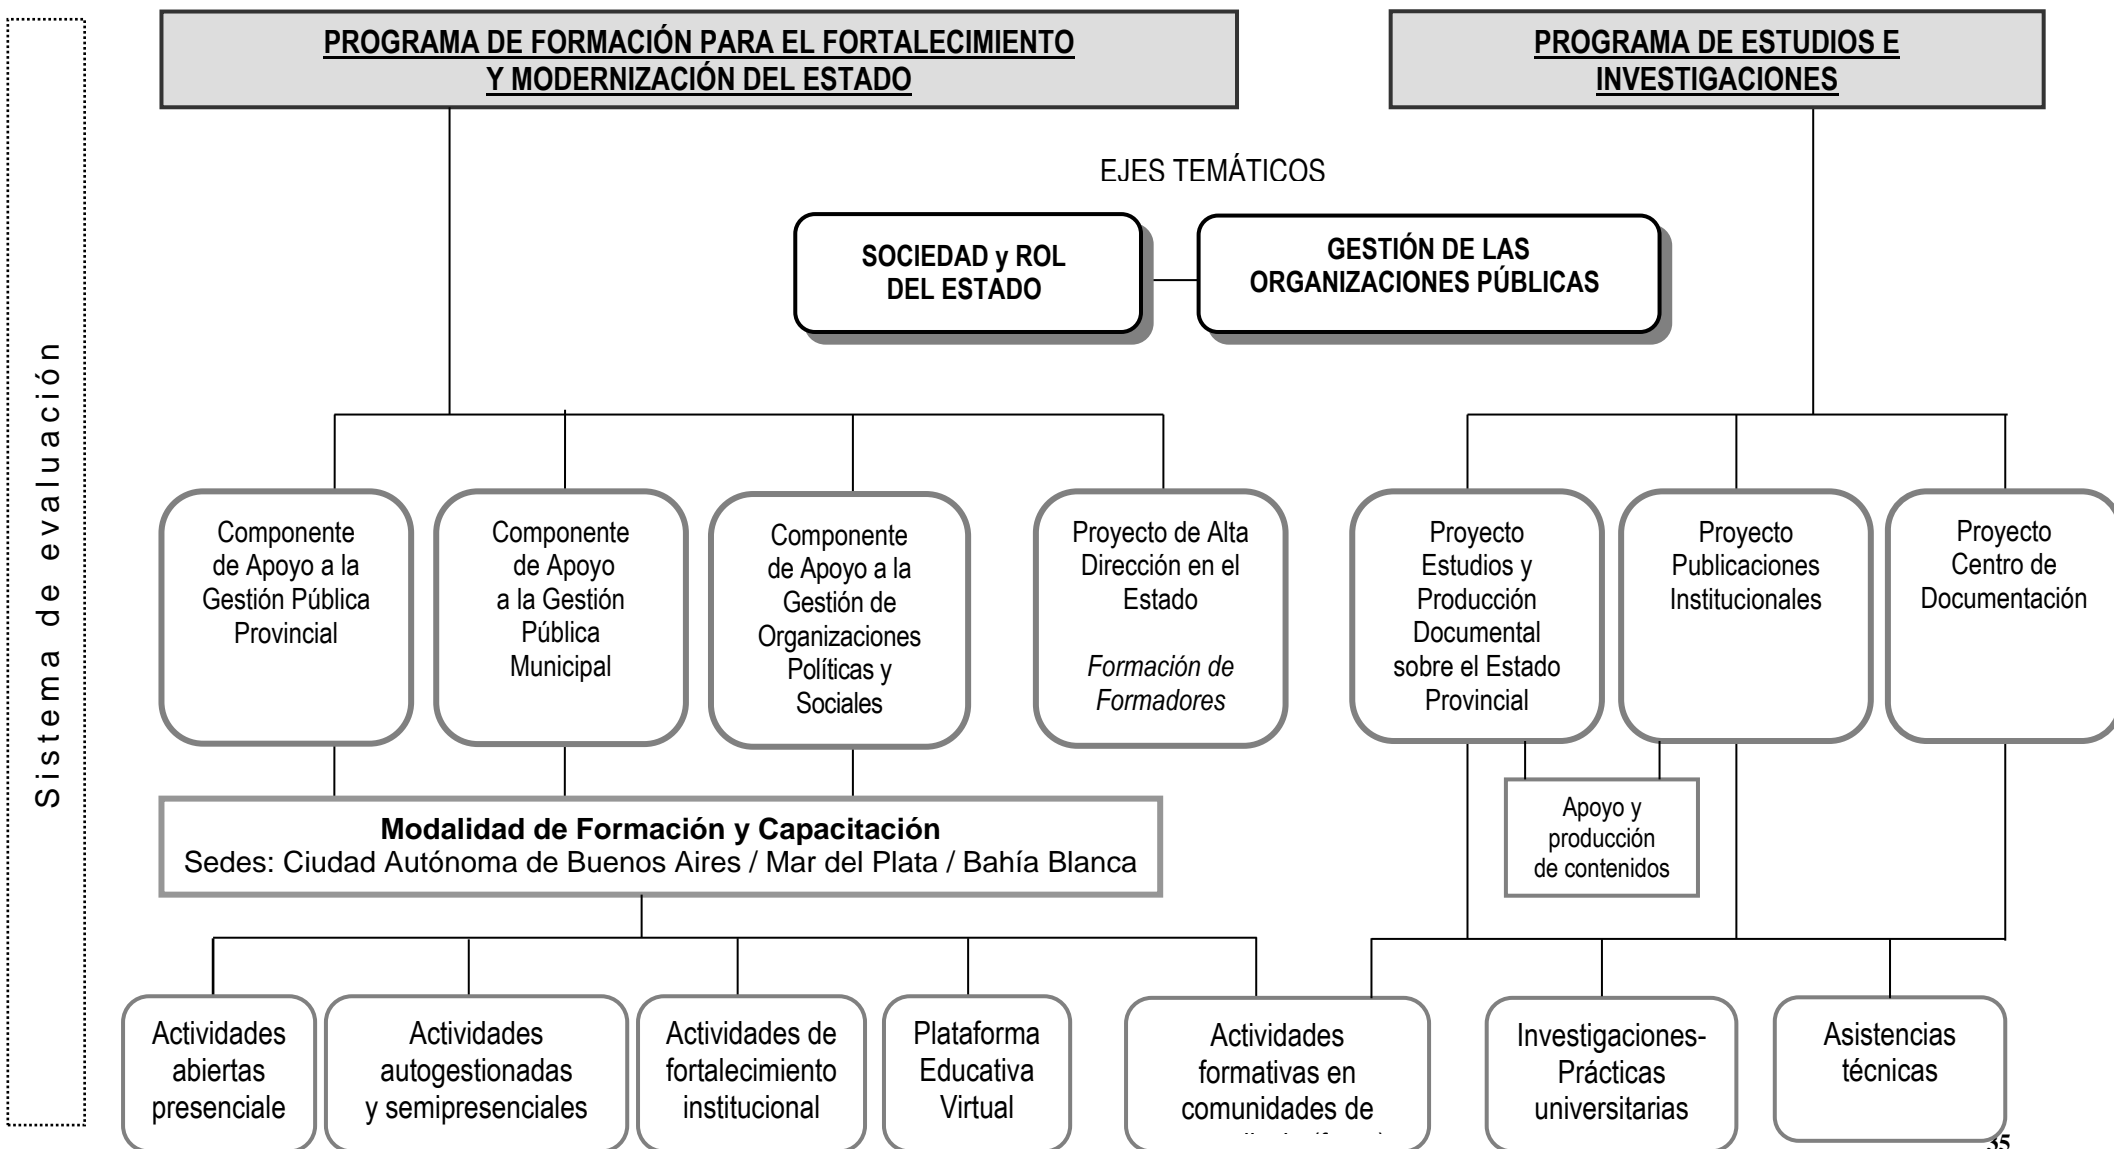 PROGRAMA DE FORMACIÓN PARA EL FORTALECIMIENTO
Y MODERNIZACIÓN DEL ESTADO
PROGRAMA DE ESTUDIOS E
INVESTIGACIONES
EJES TEMÁTICOS
SOCIEDAD y ROL
DEL ESTADO
GESTIÓN DE LAS
ORGANIZACIONES PÚBLICAS
Sistema de evaluación
Componente
de Apoyo a la
Gestión Pública
Provincial
Componente
de Apoyo
a la Gestión
Pública
Municipal
Componente
de Apoyo a la
Gestión de
Organizaciones
Políticas y
Sociales
Proyecto de Alta
Dirección en el
Estado
Formación de
Formadores
Proyecto
Estudios y
Producción
Documental
sobre el Estado
Provincial
Proyecto
Publicaciones
Institucionales
Proyecto
Centro de
Documentación
Modalidad de Formación y Capacitación
Sedes: Ciudad Autónoma de Buenos Aires / Mar del Plata / Bahía Blanca
Apoyo y
producción
de contenidos
Actividades
abiertas
presenciale
Actividades
autogestionadas
y semipresenciales
Actividades de
fortalecimiento
institucional
Plataforma
Educativa
Virtual
Actividades
formativas en
comunidades de
Investigaciones-
Prácticas
universitarias
Asistencias
técnicas